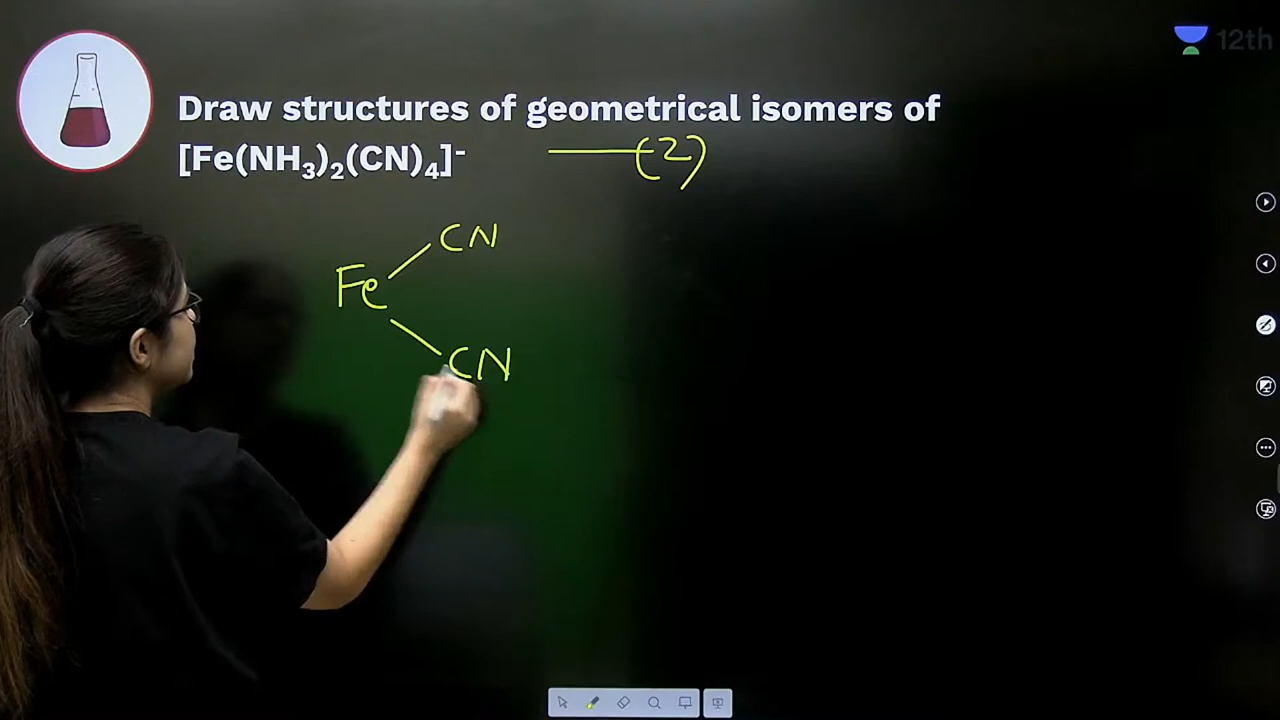 12th
Draw structures of geometrical isomers of
[Fe(NH₃)₂(CN)₄]⁻ —(2)
CN
Fe
CN